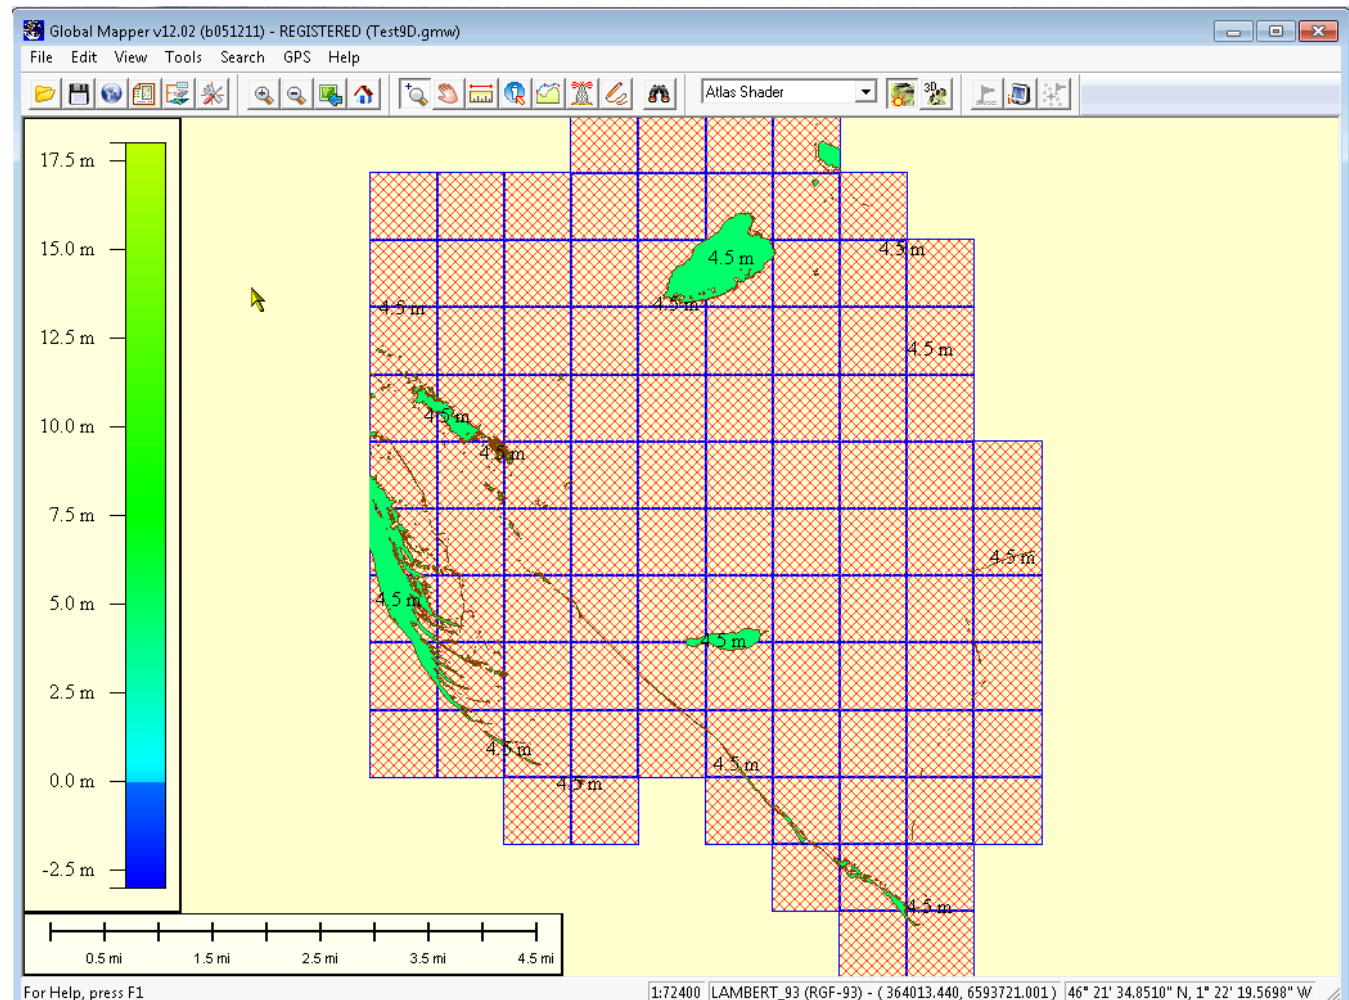 Global Mapper v12.02 (b051211) - REGISTERED (Test9D.gmw)
File Edit View Tools Search GPS Help
Atlas Shader
3D
17.5 m
15.0 m
12.5 m
10.0 m
7.5 m
5.0 m
2.5 m
0.0 m
-2.5 m
4.5 m
4.5 m
4.5 m
4.5 m
4.5 m
4.5 m
4.5 m
4.5 m
4.5 m
4.5 m
4.5 m
4.5 m
4.5 m
4.5 m
0.5 mi 1.5 mi 2.5 mi 3.5 mi 4.5 mi
For Help, press F1
1:72400 LAMBERT_93 (RGF-93) - ( 364013.440, 6593721.001 ) 46° 21' 34.8510" N, 1° 22' 19.5698" W